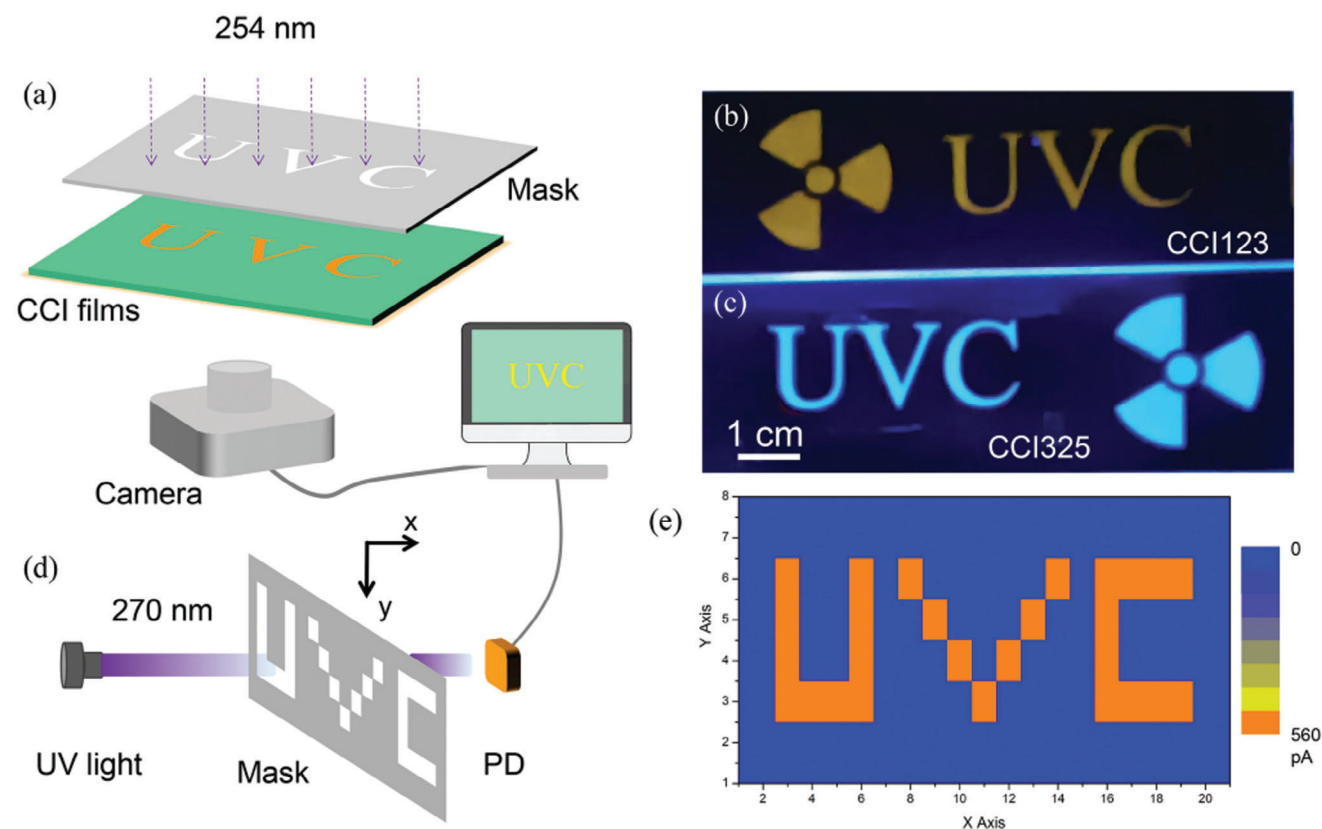 254 nm
(a)
UVC
Mask
UVC
CCI films
(b)
UVC
CCI123
(c)
UVC
CCI325
1 cm
UVC
Camera
x
y
(d)
270 nm
UVC
UV light
Mask
PD
(e)
UVC
8
7
6
5
4
3
2
1
Y Axis
2 4 6 8 10 12 14 16 18 20
X Axis
0
560
pA